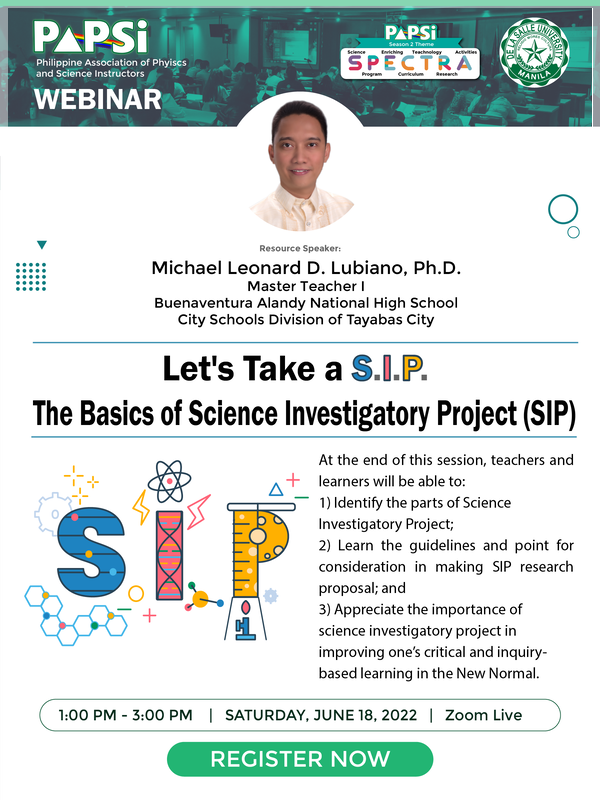 PAPSi
Philippine Association of Phyiscs
and Science Instructors
WEBINAR
PAPSi
Season 2 Theme
Science Enriching Technology Activities
SPECTRA
Program Curriculum Research
DE LA SALLE UNIVERSITY
MANILA
Resource Speaker:
Michael Leonard D. Lubiano, Ph.D.
Master Teacher I
Buenaventura Alandy National High School
City Schools Division of Tayabas City
Let's Take a S.I.P.
The Basics of Science Investigatory Project (SIP)
SIP
At the end of this session, teachers and
learners will be able to:
1) Identify the parts of Science
Investigatory Project;
2) Learn the guidelines and point for
consideration in making SIP research
proposal; and
3) Appreciate the importance of
science investigatory project in
improving one’s critical and inquiry-
based learning in the New Normal.
1:00 PM - 3:00 PM | SATURDAY, JUNE 18, 2022 | Zoom Live
REGISTER NOW